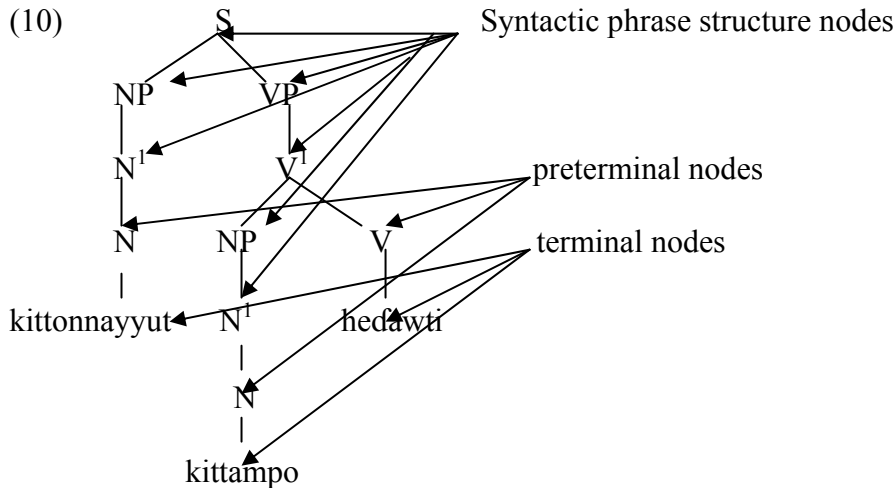 (10) S Syntactic phrase structure nodes
NP VP
N¹ V¹ preterminal nodes
N NP V terminal nodes
kittonnayyut N¹ hedawti
N
kittampo